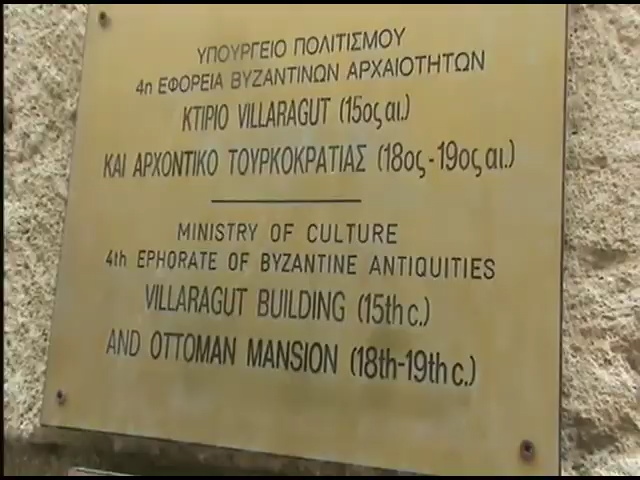 ΥΠΟΥΡΓΕΙΟ ΠΟΛΙΤΙΣΜΟΥ
4η ΕΦΟΡΕΙΑ ΒΥΖΑΝΤΙΝΩΝ ΑΡΧΑΙΟΤΗΤΩΝ
ΚΤΙΡΙΟ VILLARAGUT (15ος αι.)
ΚΑΙ ΑΡΧΟΝΤΙΚΟ ΤΟΥΡΚΟΚΡΑΤΙΑΣ (18ος-19ος αι.)
MINISTRY OF CULTURE
4th EPHORATE OF BYZANTINE ANTIQUITIES
VILLARAGUT BUILDING (15th c.)
AND OTTOMAN MANSION (18th-19th c.)